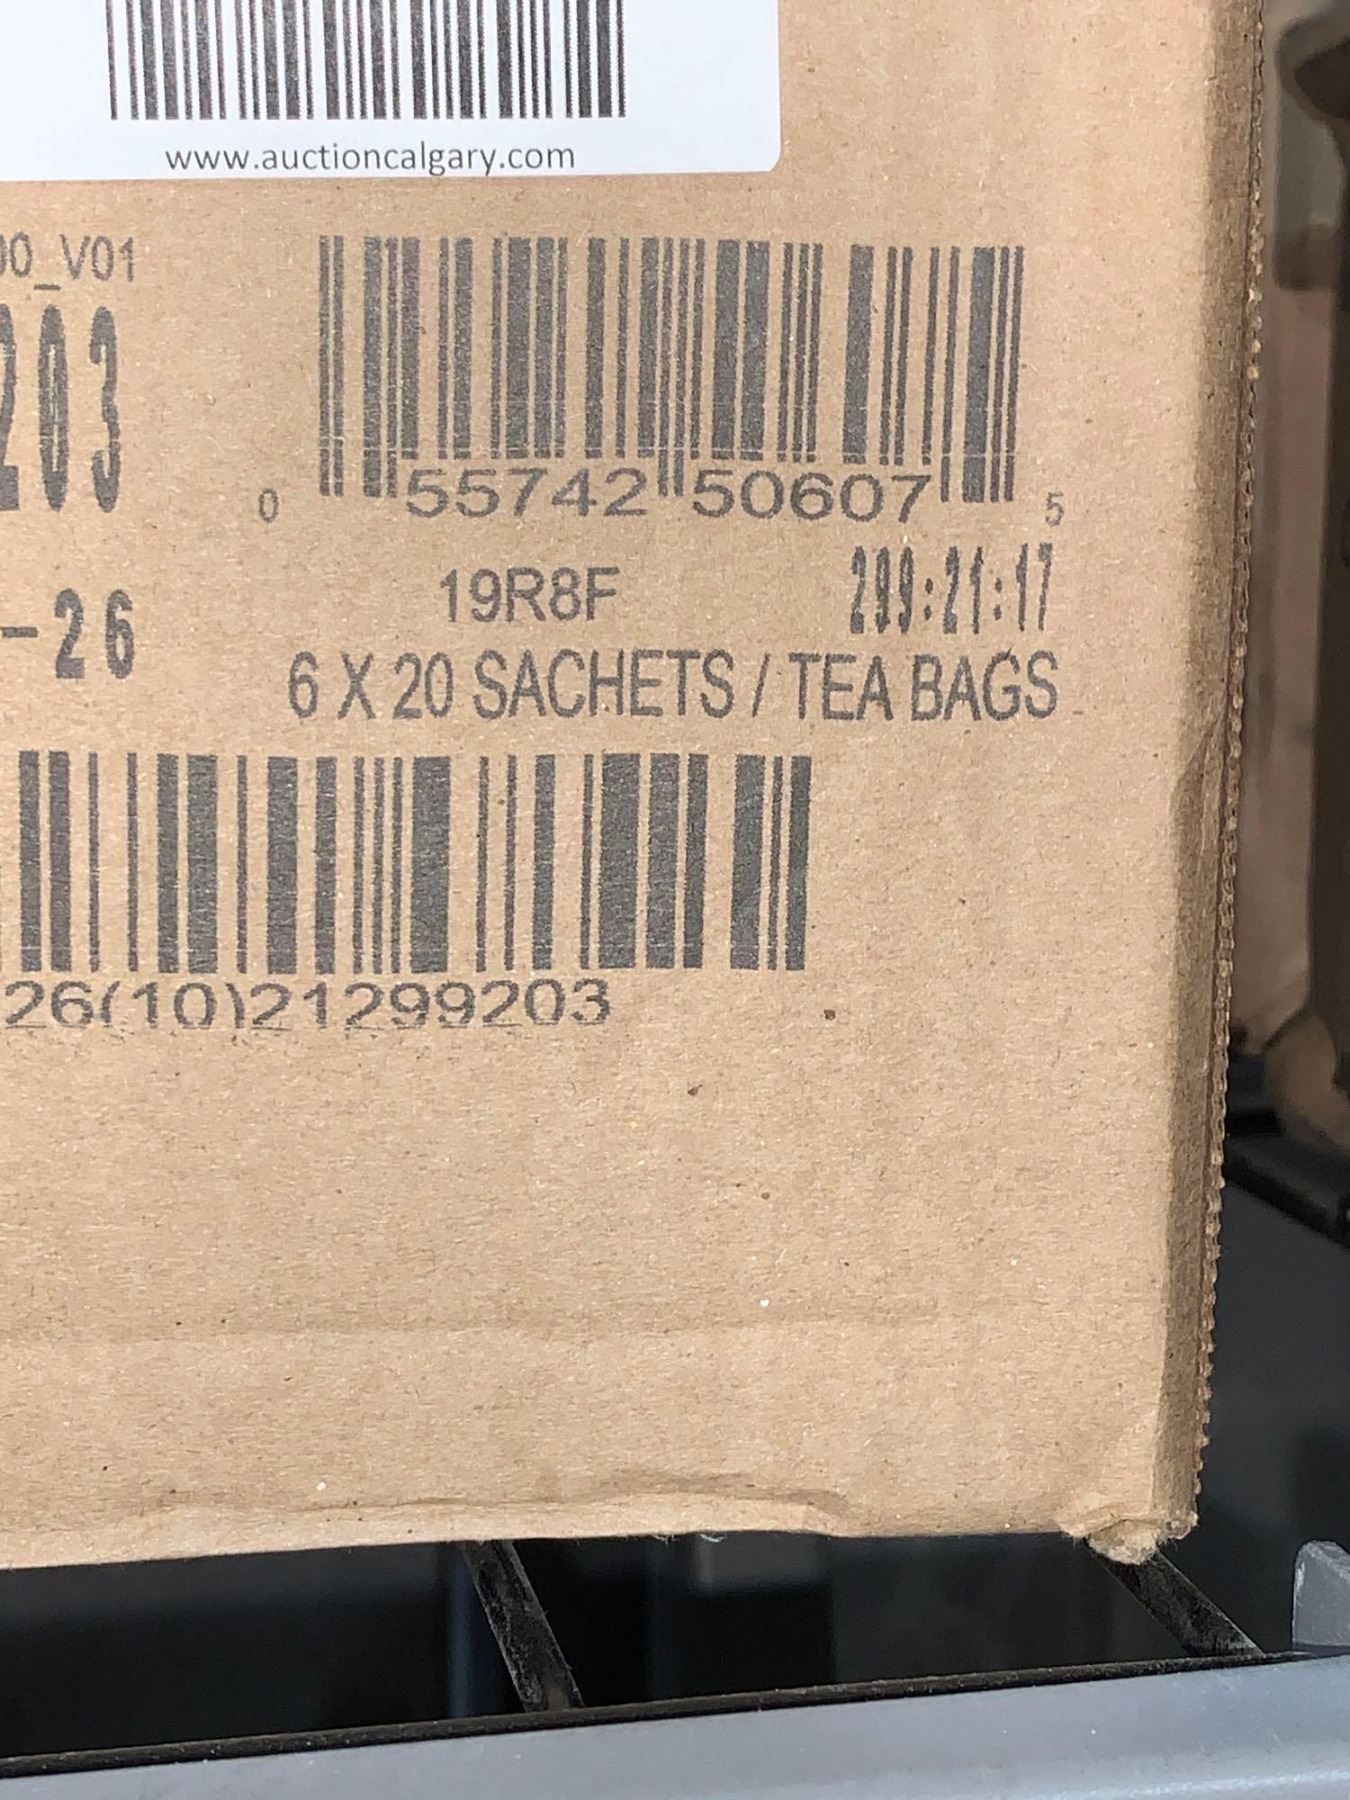 www.auctioncalgary.com
00_V01
203
0 55742 50607 5
19R8F 299:21:17
-26
6 X 20 SACHETS / TEA BAGS
26(10)21299203